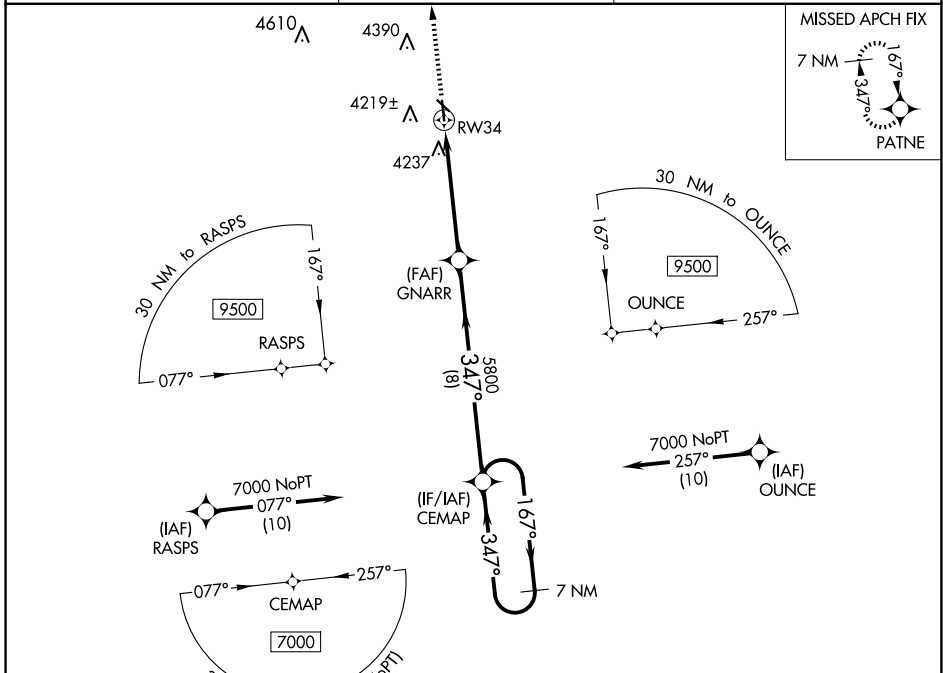 4610
4390
MISSED APCH FIX
7 NM
167°
347°
PATNE
4219±
RW34
4237
30 NM to RASPS
167°
9500
RASPS
077°
(FAF)
GNARR
30 NM to OUNCE
167°
9500
OUNCE
257°
5800
347°
(8)
7000 NoPT
257°
(10)
(IAF)
OUNCE
7000 NoPT
077°
(10)
(IAF)
RASPS
(IF/IAF)
CEMAP
167°
347°
7 NM
077°
257°
CEMAP
7000